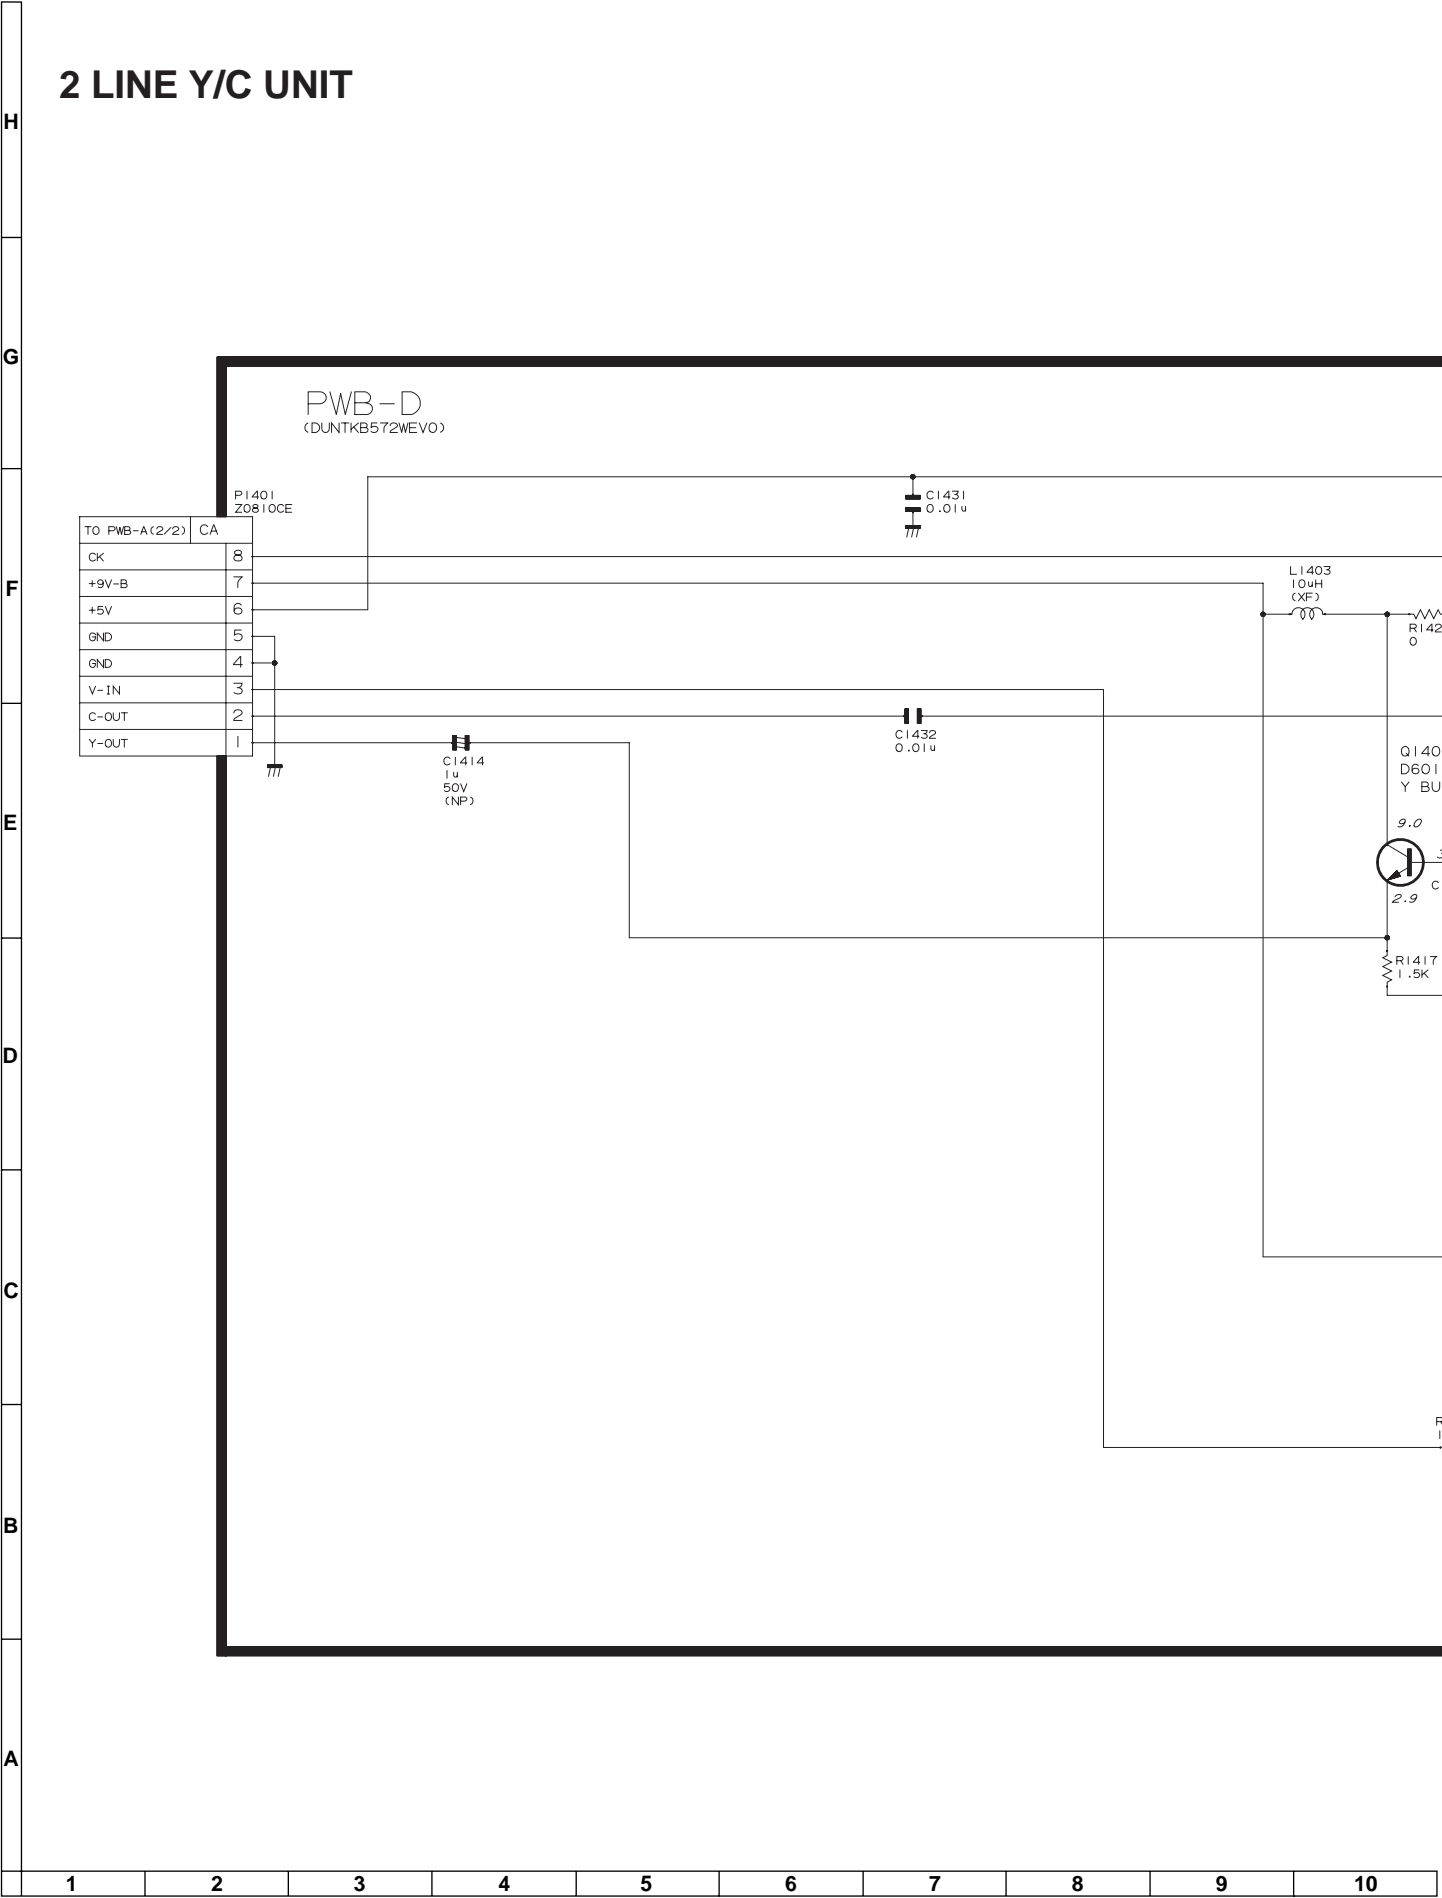 2 LINE Y/C UNIT
H
G
PWB-D
(DUNTKB572WEV0)
P1401
Z0810CE
C1431
0.01u
TO PWB-A(2/2) CA
CK 8
+9V-B 7
+5V 6
GND 5
GND 4
V-IN 3
C-OUT 2
Y-OUT 1
F
L1403
10uH
(XF)
R142
0
C1432
0.01u
C1414
1u
50V
(NP)
Q140
D601
Y BU
E
9.0
3
C
2.9
R1417
1.5K
D
C
R
1
B
A
1 2 3 4 5 6 7 8 9 10